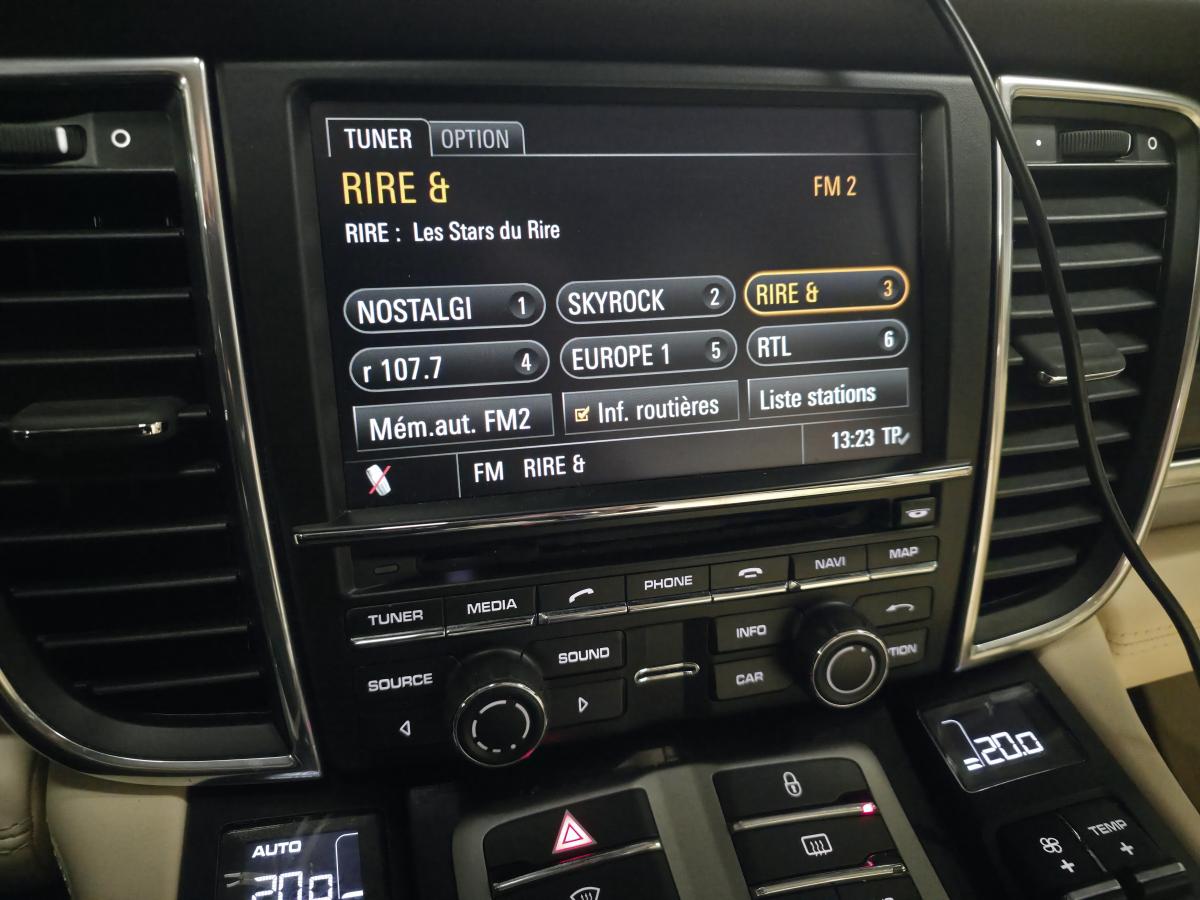 TUNER OPTION
RIRE & FM 2
RIRE : Les Stars du Rire
NOSTALGI 1 SKYROCK 2 RIRE & 3
r 107.7 4 EUROPE 1 5 RTL 6
Mém.aut. FM2 Inf. routières Liste stations
FM RIRE & 13:23 TP
TUNER MEDIA PHONE NAVI MAP
SOURCE SOUND INFO
CAR
AUTO
20.0
20.0
TEMP